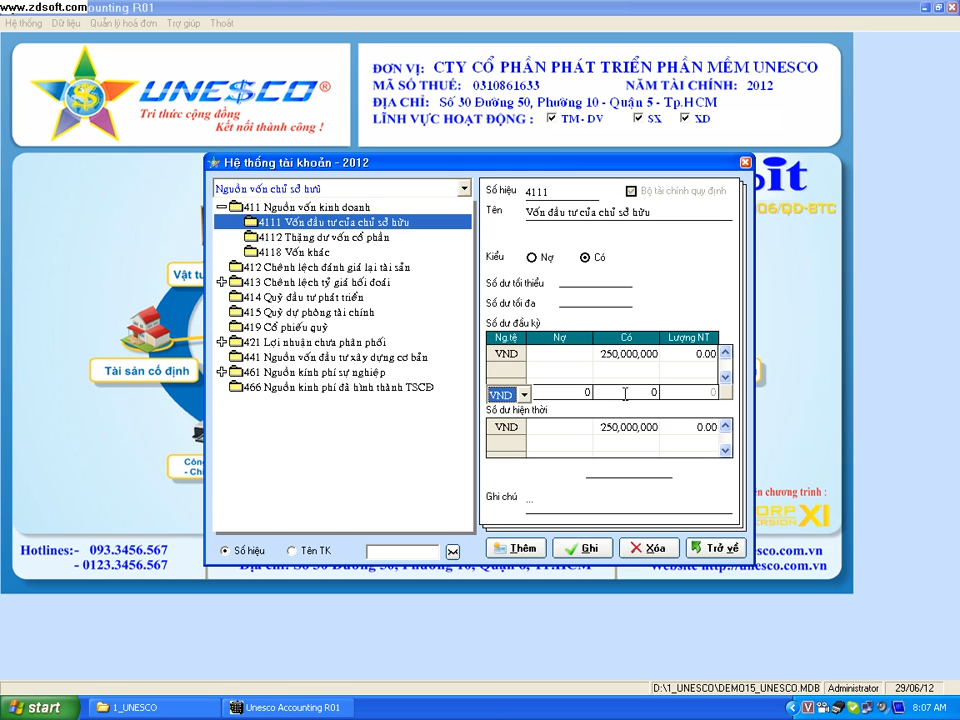 www.zdsoft.com
ounting R01
Hệ thống Dữ liệu Quản lý hoá đơn Trợ giúp Thoát
UNESCO®
Tri thức cộng đồng
Kết nối thành công !
ĐƠN VỊ: CTY CỔ PHẦN PHÁT TRIỂN PHẦN MỀM UNESCO
MÃ SỐ THUẾ: 0310861633 NĂM TÀI CHÍNH: 2012
ĐỊA CHỈ: Số 30 Đường 50, Phường 10 - Quận 5 - Tp.HCM
LĨNH VỰC HOẠT ĐỘNG : TM - DV SX XD
Hệ thống tài khoản - 2012
Nguồn vốn chủ sở hữu
411 Nguồn vốn kinh doanh
4111 Vốn đầu tư của chủ sở hữu
4112 Thặng dư vốn cổ phần
4118 Vốn khác
412 Chênh lệch đánh giá lại tài sản
413 Chênh lệch tỷ giá hối đoái
414 Quỹ đầu tư phát triển
415 Quỹ dự phòng tài chính
419 Cổ phiếu quỹ
421 Lợi nhuận chưa phân phối
441 Nguồn vốn đầu tư xây dựng cơ bản
461 Nguồn kính phí sự nghiệp
466 Nguồn kinh phí đã hình thành TSCĐ
Số hiệu Tên TK
Số hiệu 4111 Bộ tài chính quy định
Tên Vốn đầu tư của chủ sở hữu
Kiểu Nợ Có
Số dư tối thiểu
Số dư tối đa
Số dư đầu kỳ
Ng.tệ Nợ Có Lượng NT
VND 250,000,000 0.00
VND 0 0 0
Số dư hiện thời
VND 250,000,000 0.00
Ghi chú ...
Thêm Ghi Xóa Trở về
Vật tư
Tài sản cố định
Công
- Ch
sit
06/QĐ-BTC
ên chương trình :
ORP XI
VERSION
Hotlines:- 093.3456.567
- 0123.3456.567
Địa chỉ: Số 30 Đường 50, Phường 10, Quận 6, Tp.HCM
esco.com.vn
Website http://unesco.com.vn
D:\1_UNESCO\DEMO15_UNESCO.MDB Administrator 29/06/12
start 1_UNESCO Unesco Accounting R01 8:07 AM